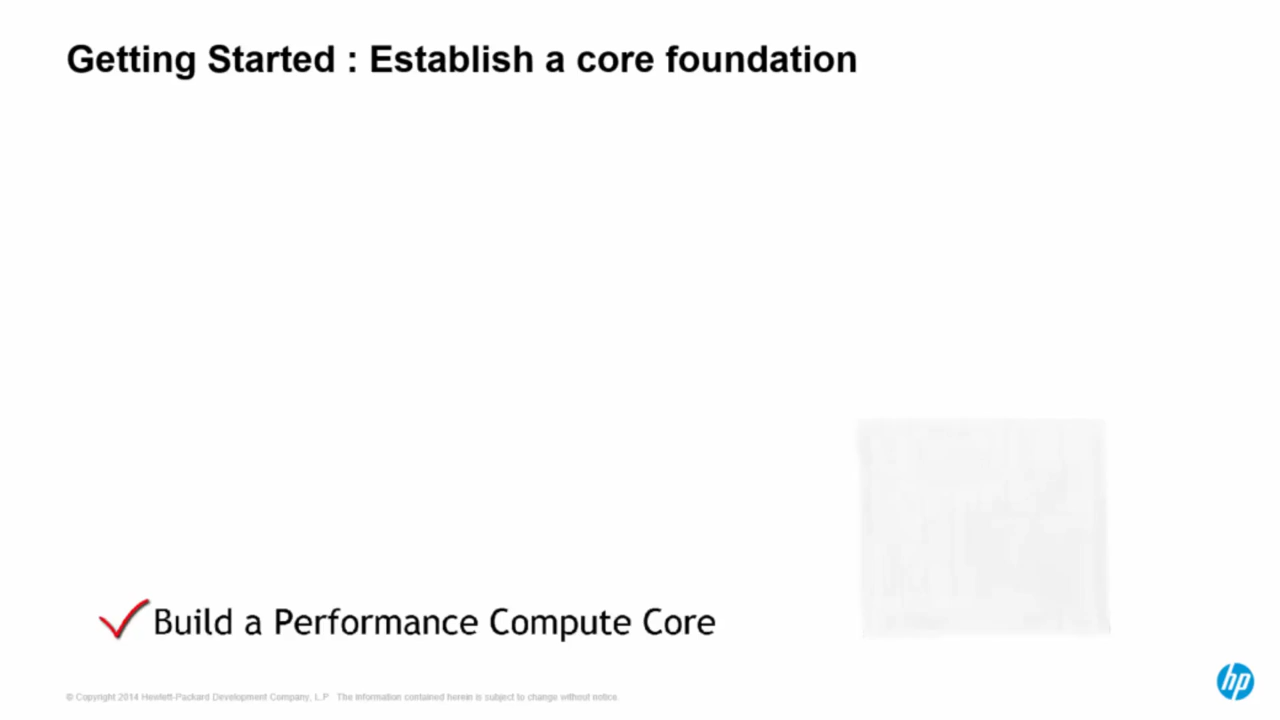 Getting Started : Establish a core foundation
Build a Performance Compute Core
© Copyright 2014 Hewlett-Packard Development Company, L.P. The information contained herein is subject to change without notice.
hp